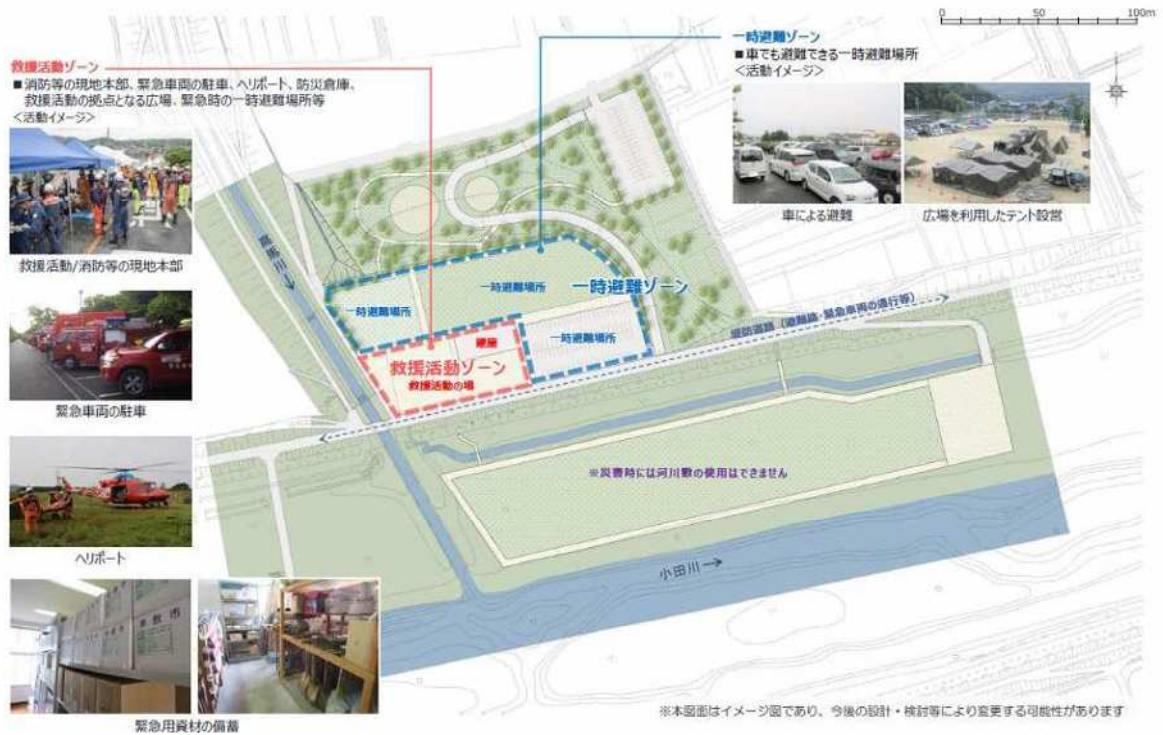 0 50 100m
救援活動ゾーン
■消防等の現地本部、緊急車両の駐車、ヘリポート、防災倉庫、
救援活動の拠点となる広場、緊急時の一時避難場所等
<活動イメージ>
救援活動/消防等の現地本部
緊急車両の駐車
ヘリポート
緊急用資材の備蓄
一時避難ゾーン
■車でも避難できる一時避難場所
<活動イメージ>
車による避難
広場を利用したテント設営
一時避難場所
一時避難ゾーン
一時避難場所
一時避難場所
救援活動ゾーン
救援活動の場
堤防道路（避難路・緊急車両の通行等）
※災害時には河川敷の使用はできません
小田川→
※本図面はイメージ図であり、今後の設計・検討等により変更する可能性があります